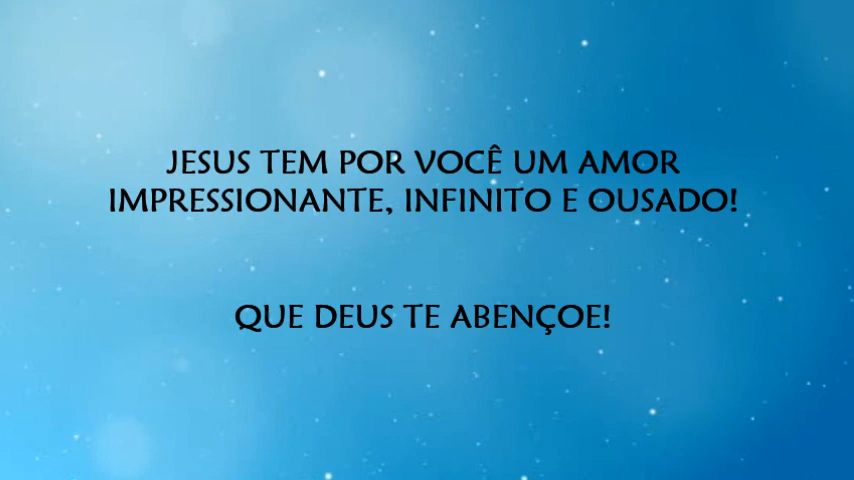 JESUS TEM POR VOCÊ UM AMOR
IMPRESSIONANTE, INFINITO E OUSADO!
QUE DEUS TE ABENÇOE!